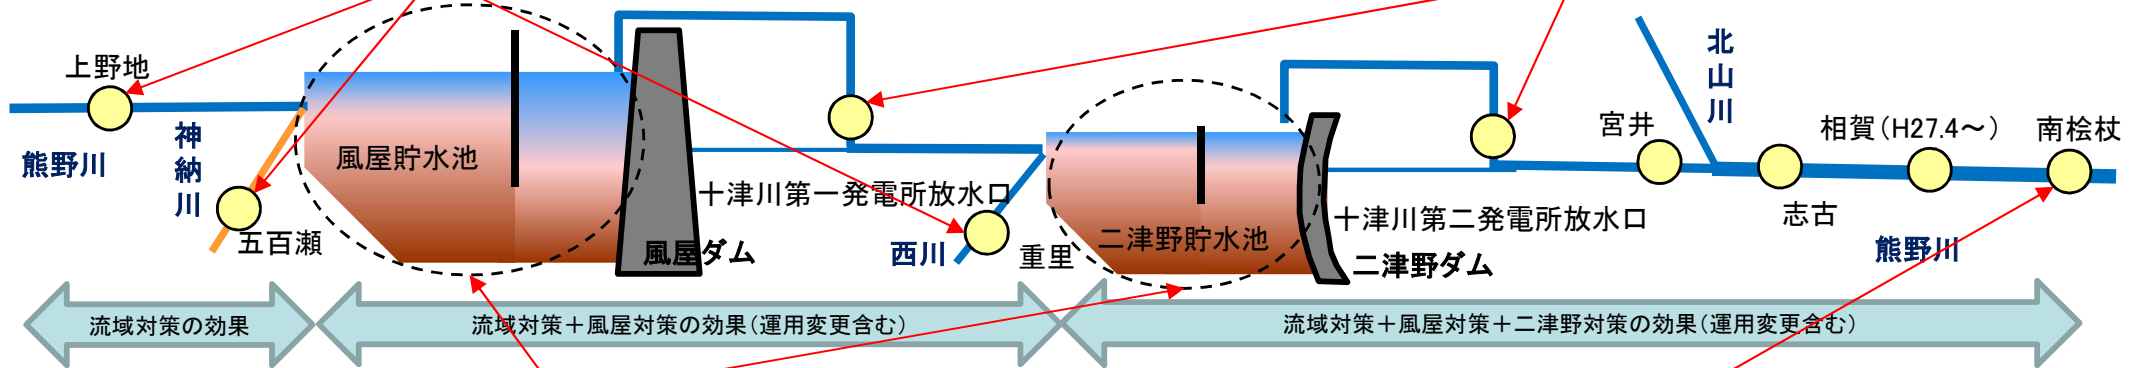 上野地
熊野川
神納川
五百瀬
風屋貯水池
風屋ダム
十津川第一発電所放水口
西川
重里
二津野貯水池
十津川第二発電所放水口
二津野ダム
宮井
北山川
志古
相賀(H27.4～)
熊野川
南桧杖
流域対策の効果
流域対策＋風屋対策の効果(運用変更含む)
流域対策＋風屋対策＋二津野対策の効果(運用変更含む)